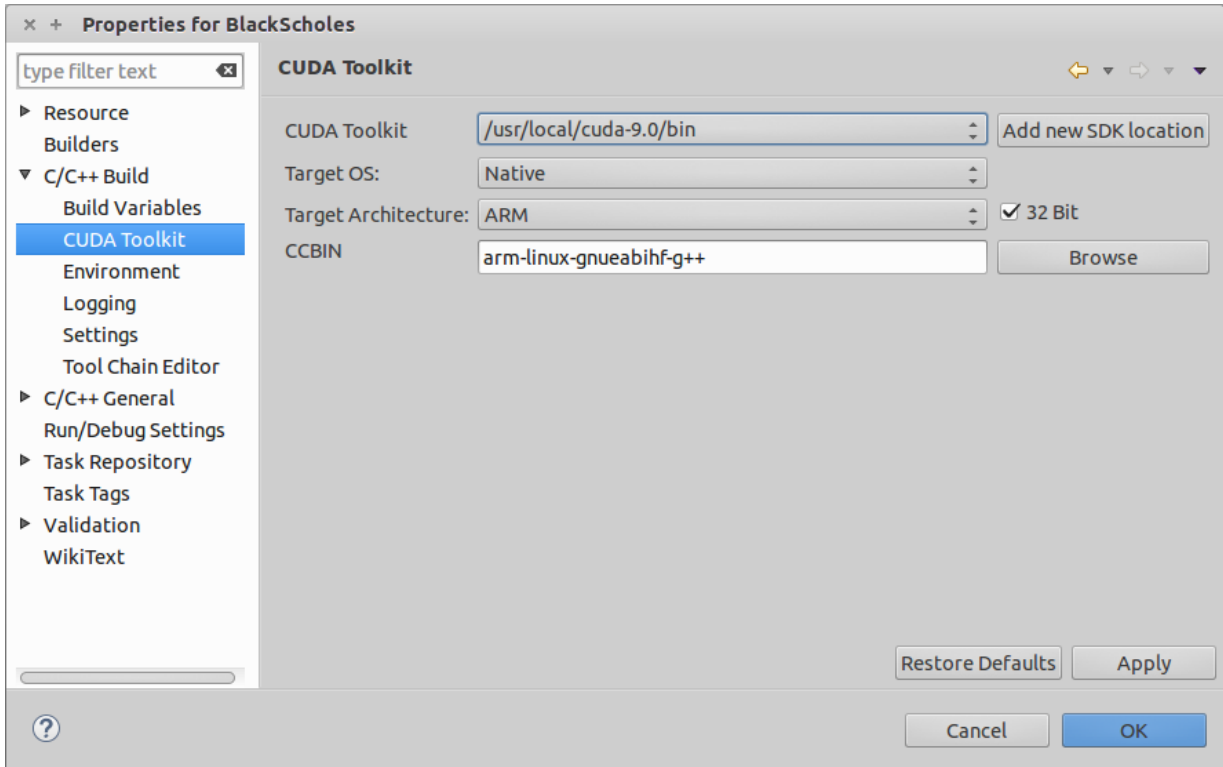 Properties for BlackScholes
type filter text
Resource
Builders
C/C++ Build
Build Variables
CUDA Toolkit
Environment
Logging
Settings
Tool Chain Editor
C/C++ General
Run/Debug Settings
Task Repository
Task Tags
Validation
WikiText
CUDA Toolkit
CUDA Toolkit /usr/local/cuda-9.0/bin Add new SDK location
Target OS: Native
Target Architecture: ARM 32 Bit
CCBIN arm-linux-gnueabihf-g++ Browse
Restore Defaults Apply
? Cancel OK